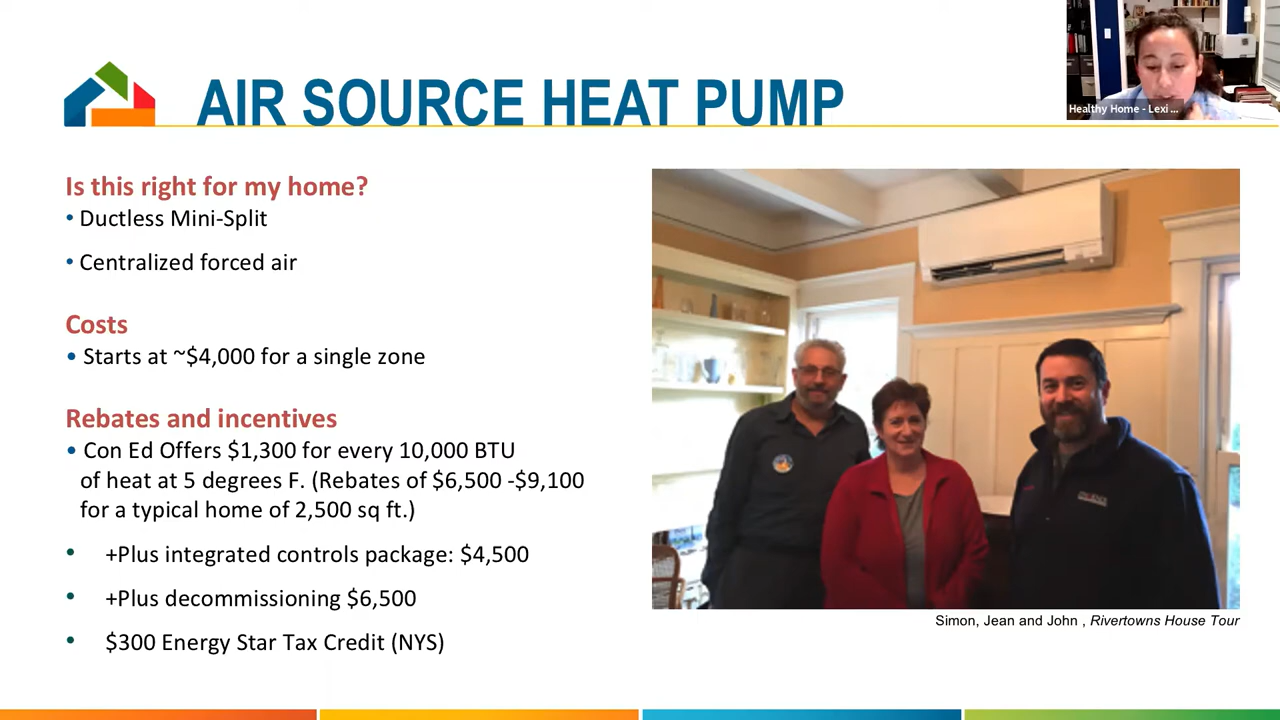 AIR SOURCE HEAT PUMP
Healthy Home - Lexi ...
Is this right for my home?
• Ductless Mini-Split
• Centralized forced air
Costs
• Starts at ~$4,000 for a single zone
Rebates and incentives
• Con Ed Offers $1,300 for every 10,000 BTU
of heat at 5 degrees F. (Rebates of $6,500 -$9,100
for a typical home of 2,500 sq ft.)
• +Plus integrated controls package: $4,500
• +Plus decommissioning $6,500
• $300 Energy Star Tax Credit (NYS)
Simon, Jean and John , Rivertowns House Tour